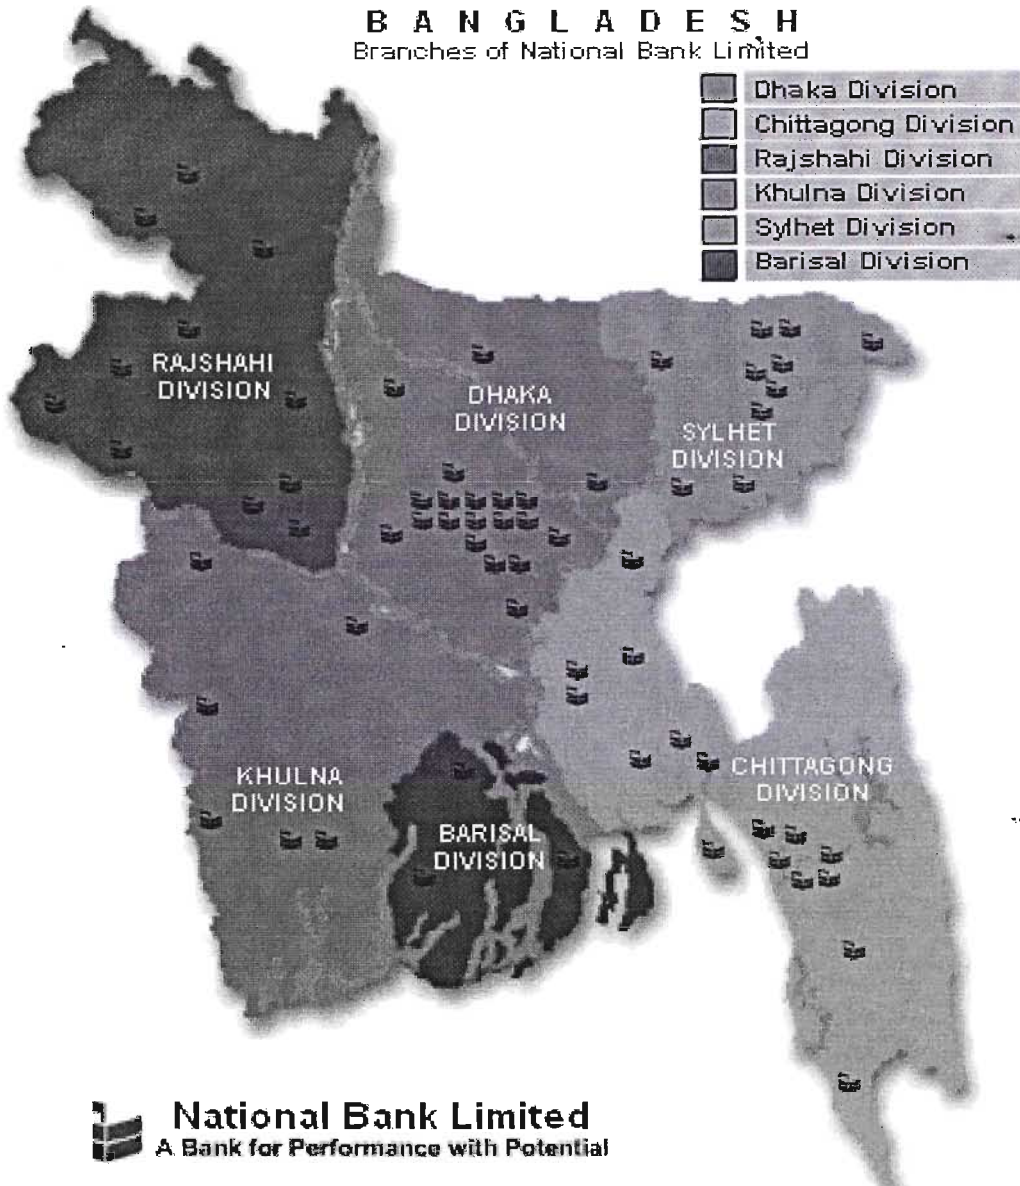 BANGLADESH
Branches of National Bank Limited
Dhaka Division
Chittagong Division
Rajshahi Division
Khulna Division
Sylhet Division
Barisal Division
RAJSHAHI
DIVISION
DHAKA
DIVISION
SYLHET
DIVISION
KHULNA
DIVISION
BARISAL
DIVISION
CHITTAGONG
DIVISION
National Bank Limited
A Bank for Performance with Potential